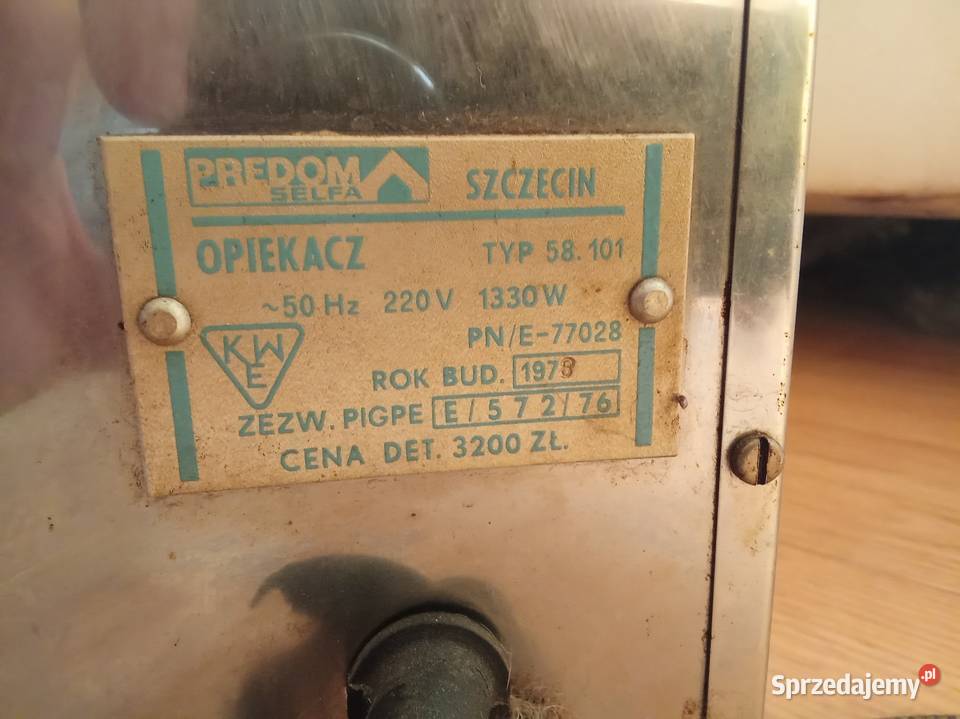 PREDOM
SELFA
SZCZECIN
OPIEKACZ TYP 58.101
~50 Hz 220V 1330W
PN/E-77028
KWE
ROK BUD. 1978
ZEZW. PIGPE E/572/76
CENA DET. 3200 ZŁ.
Sprzedajemy.pl